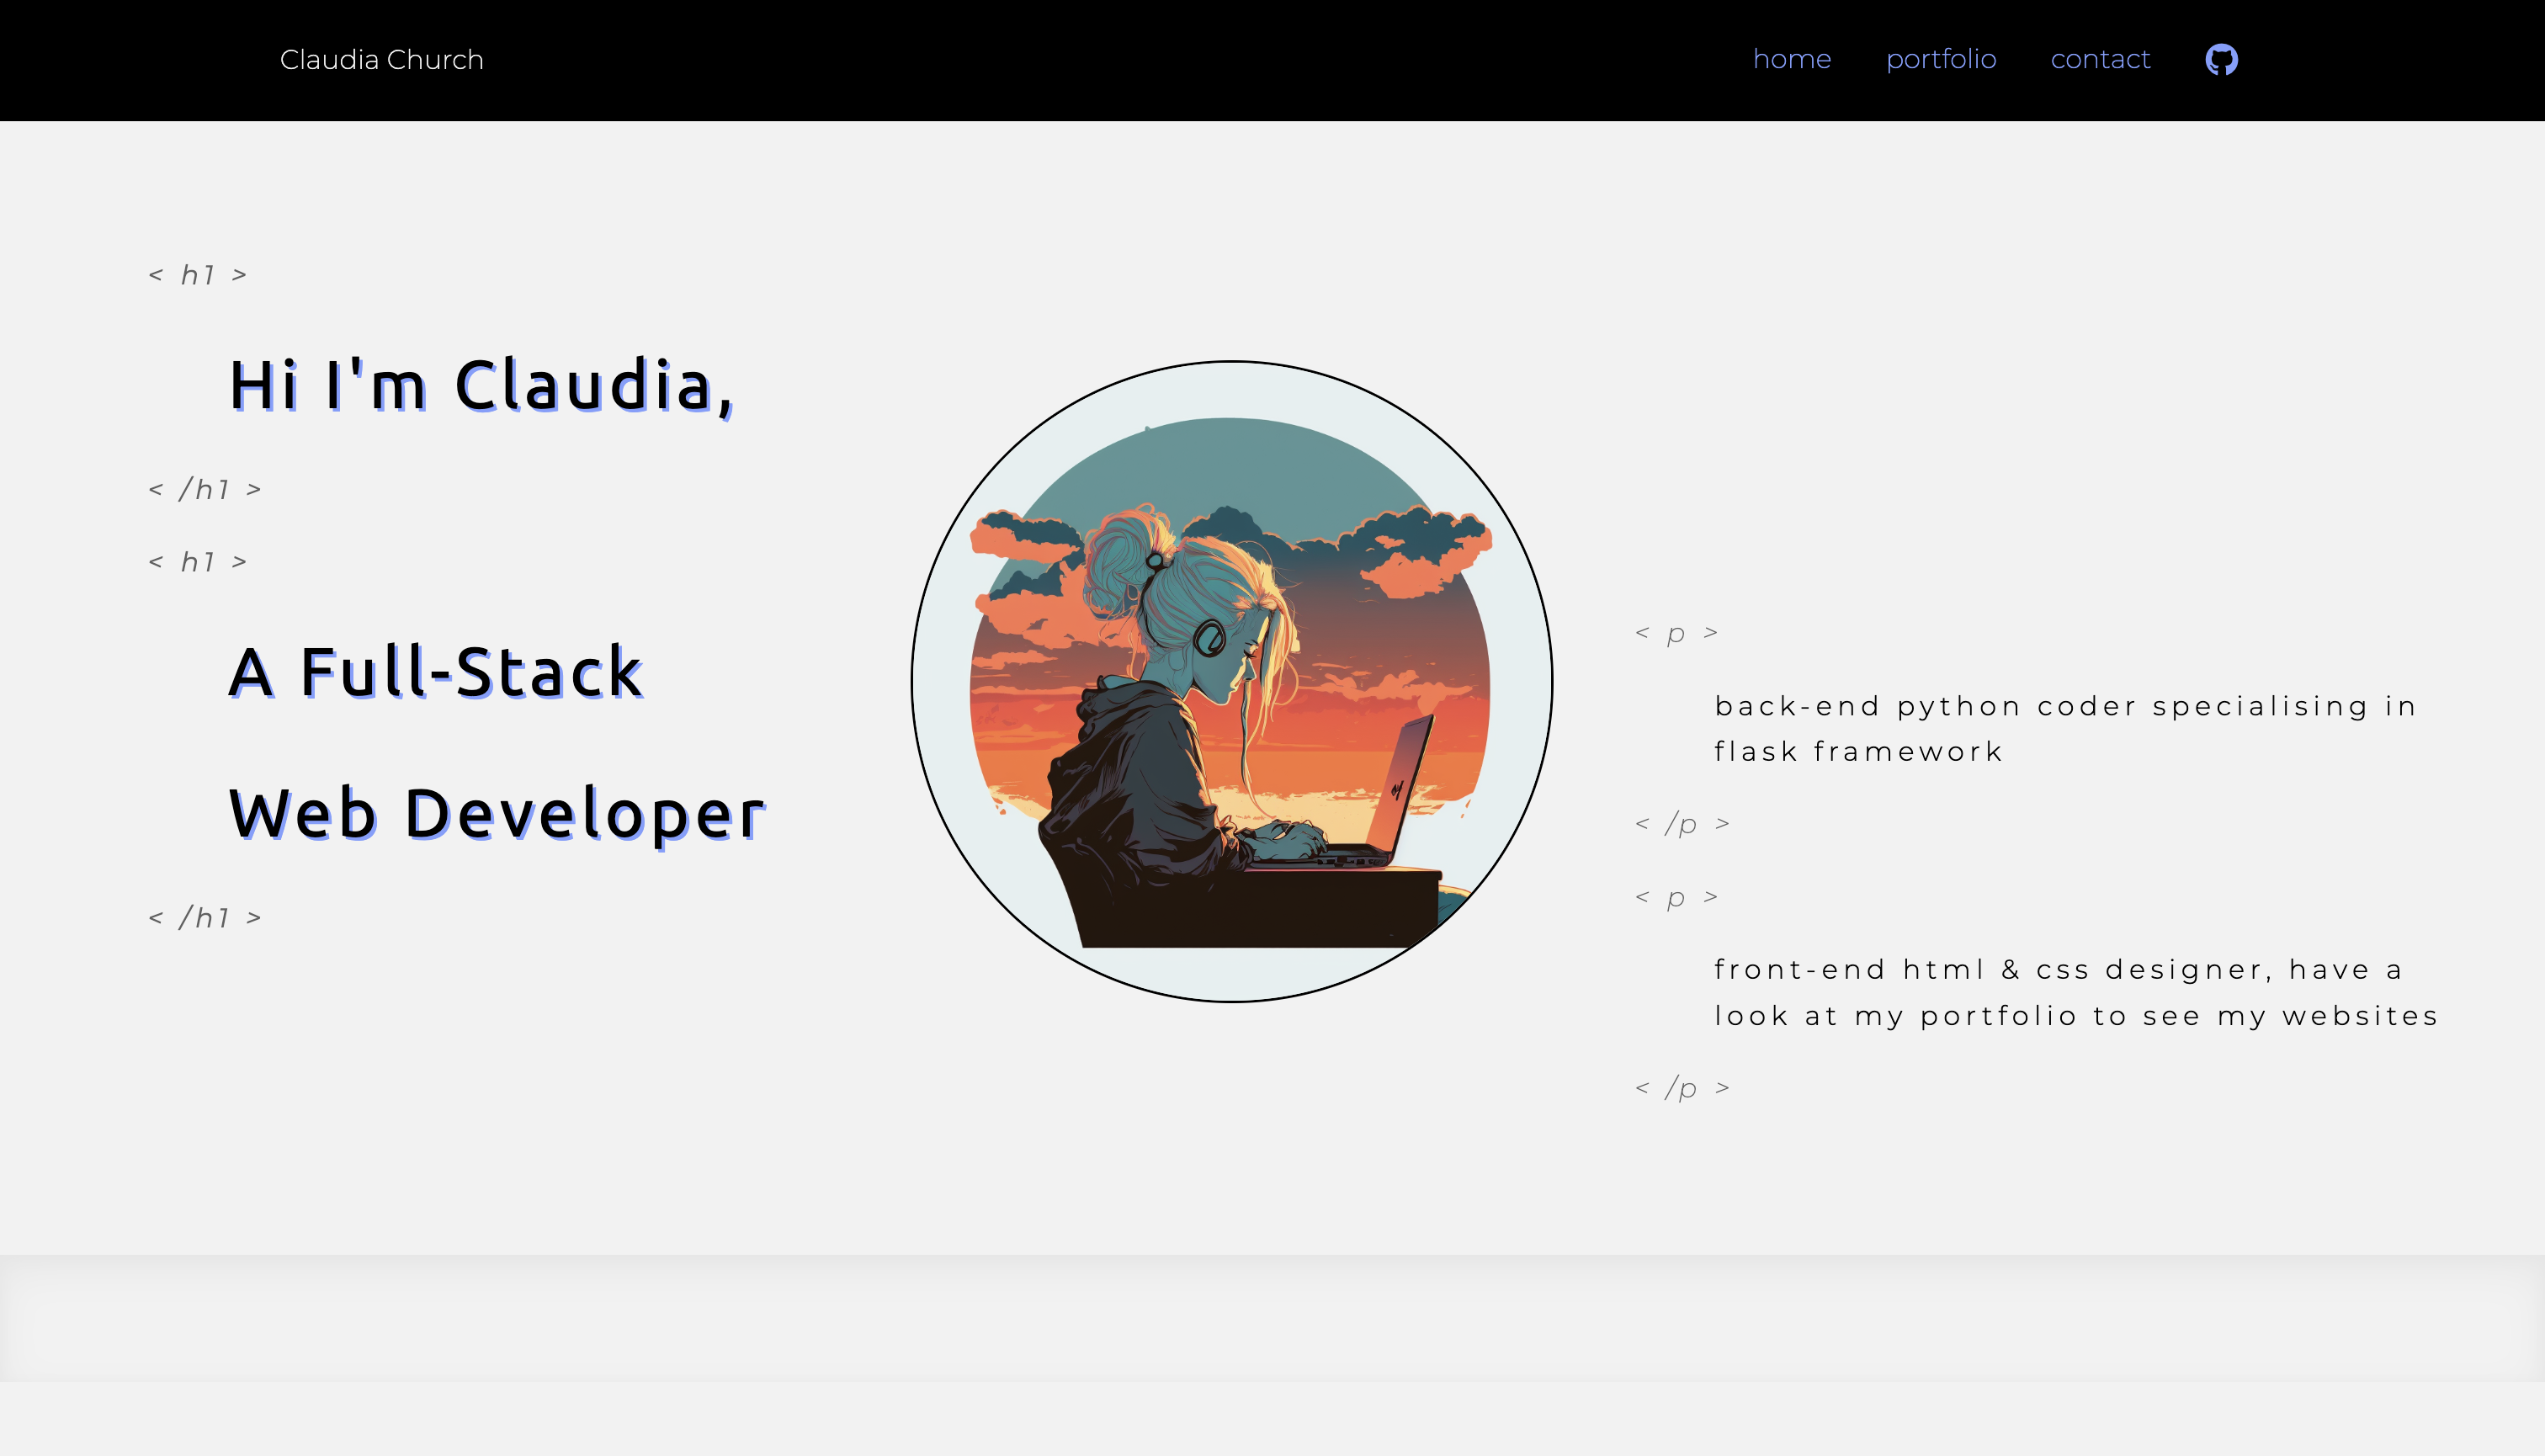 Claudia Church
home portfolio contact
< h1 >
Hi I'm Claudia,
< /h1 >
< h1 >
A Full-Stack
Web Developer
< /h1 >
< p >
back-end python coder specialising in
flask framework
< /p >
< p >
front-end html & css designer, have a
look at my portfolio to see my websites
< /p >